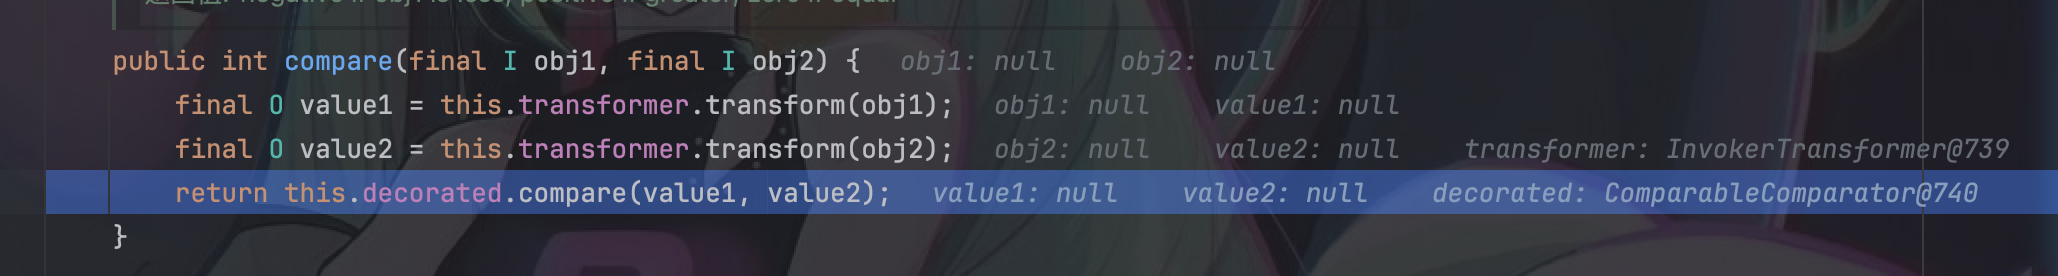 public int compare(final I obj1, final I obj2) {   obj1: null    obj2: null
final O value1 = this.transformer.transform(obj1);   obj1: null    value1: null
final O value2 = this.transformer.transform(obj2);   obj2: null    value2: null    transformer: InvokerTransformer@739
return this.decorated.compare(value1, value2);   value1: null    value2: null    decorated: ComparableComparator@740
}